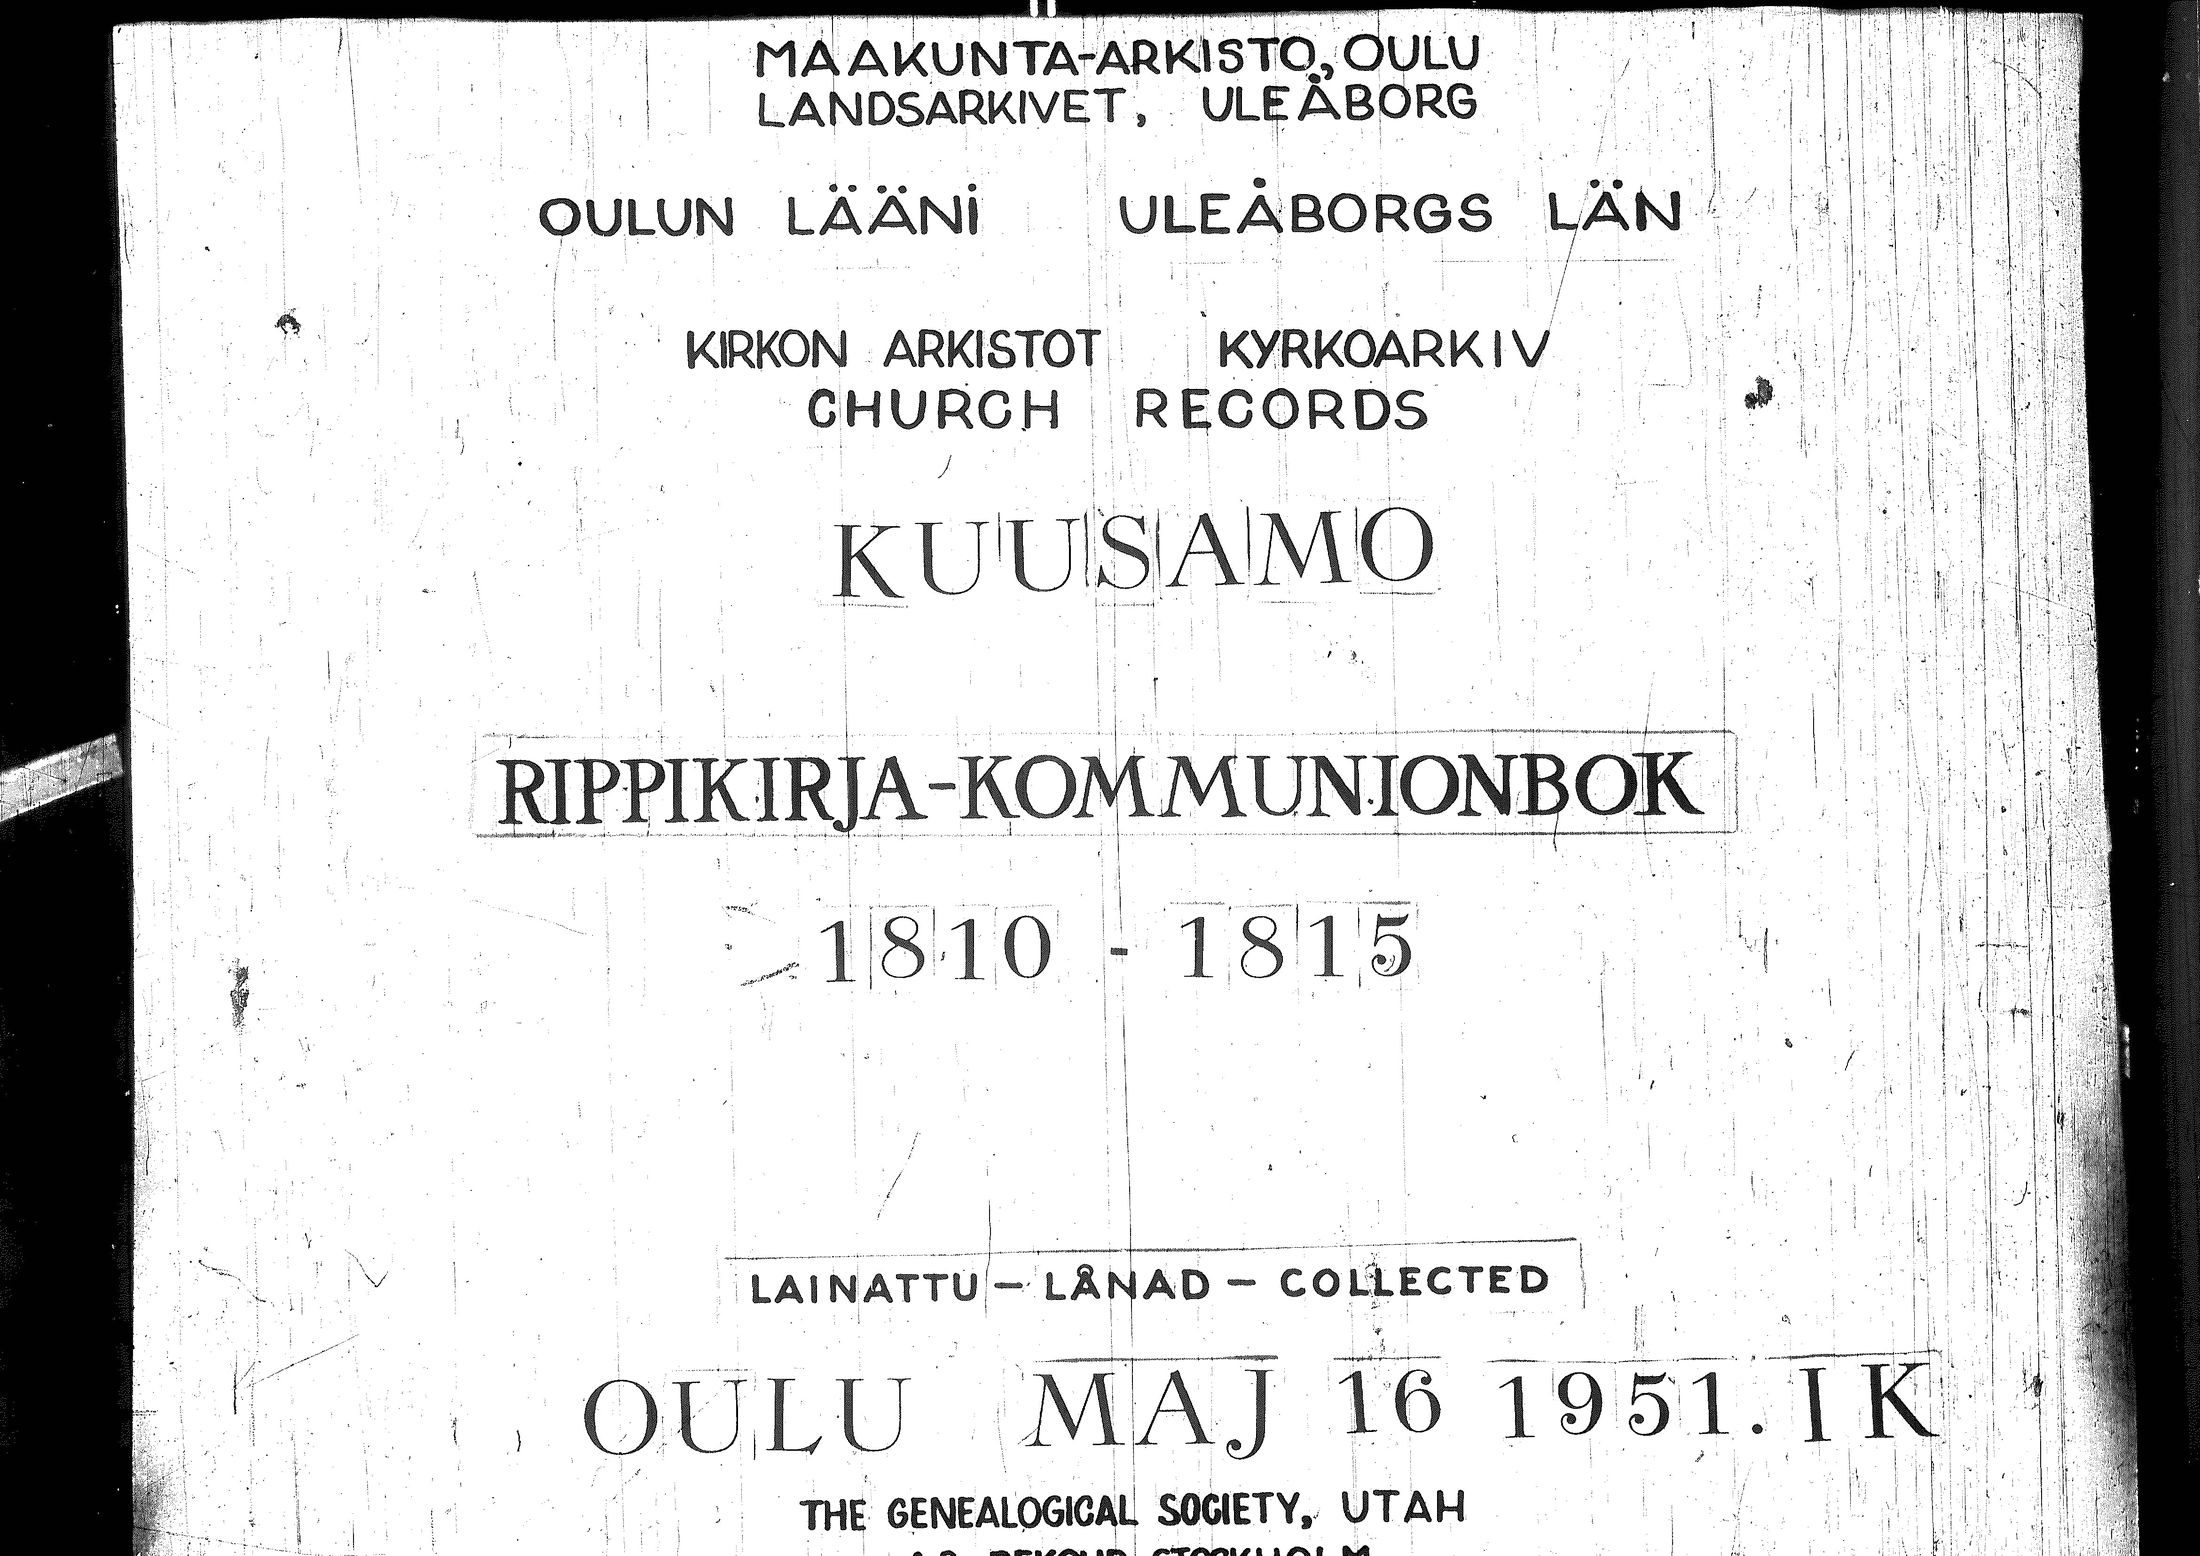 MAAKUNTA-ARKISTO, OULU
LANDSARKIVET, ULEÅBORG
OULUN LÄÄNI ULEÅBORGS LÄN
KIRKON ARKISTOT KYRKOARKIV
CHURCH RECORDS
KUUSAMO
RIPPIKIRJA-KOMMUNIONBOK
1810 - 1815
LAINATTU - LÅNAD - COLLECTED
OULU MAJ 16 1951. IK
THE GENEALOGICAL SOCIETY, UTAH